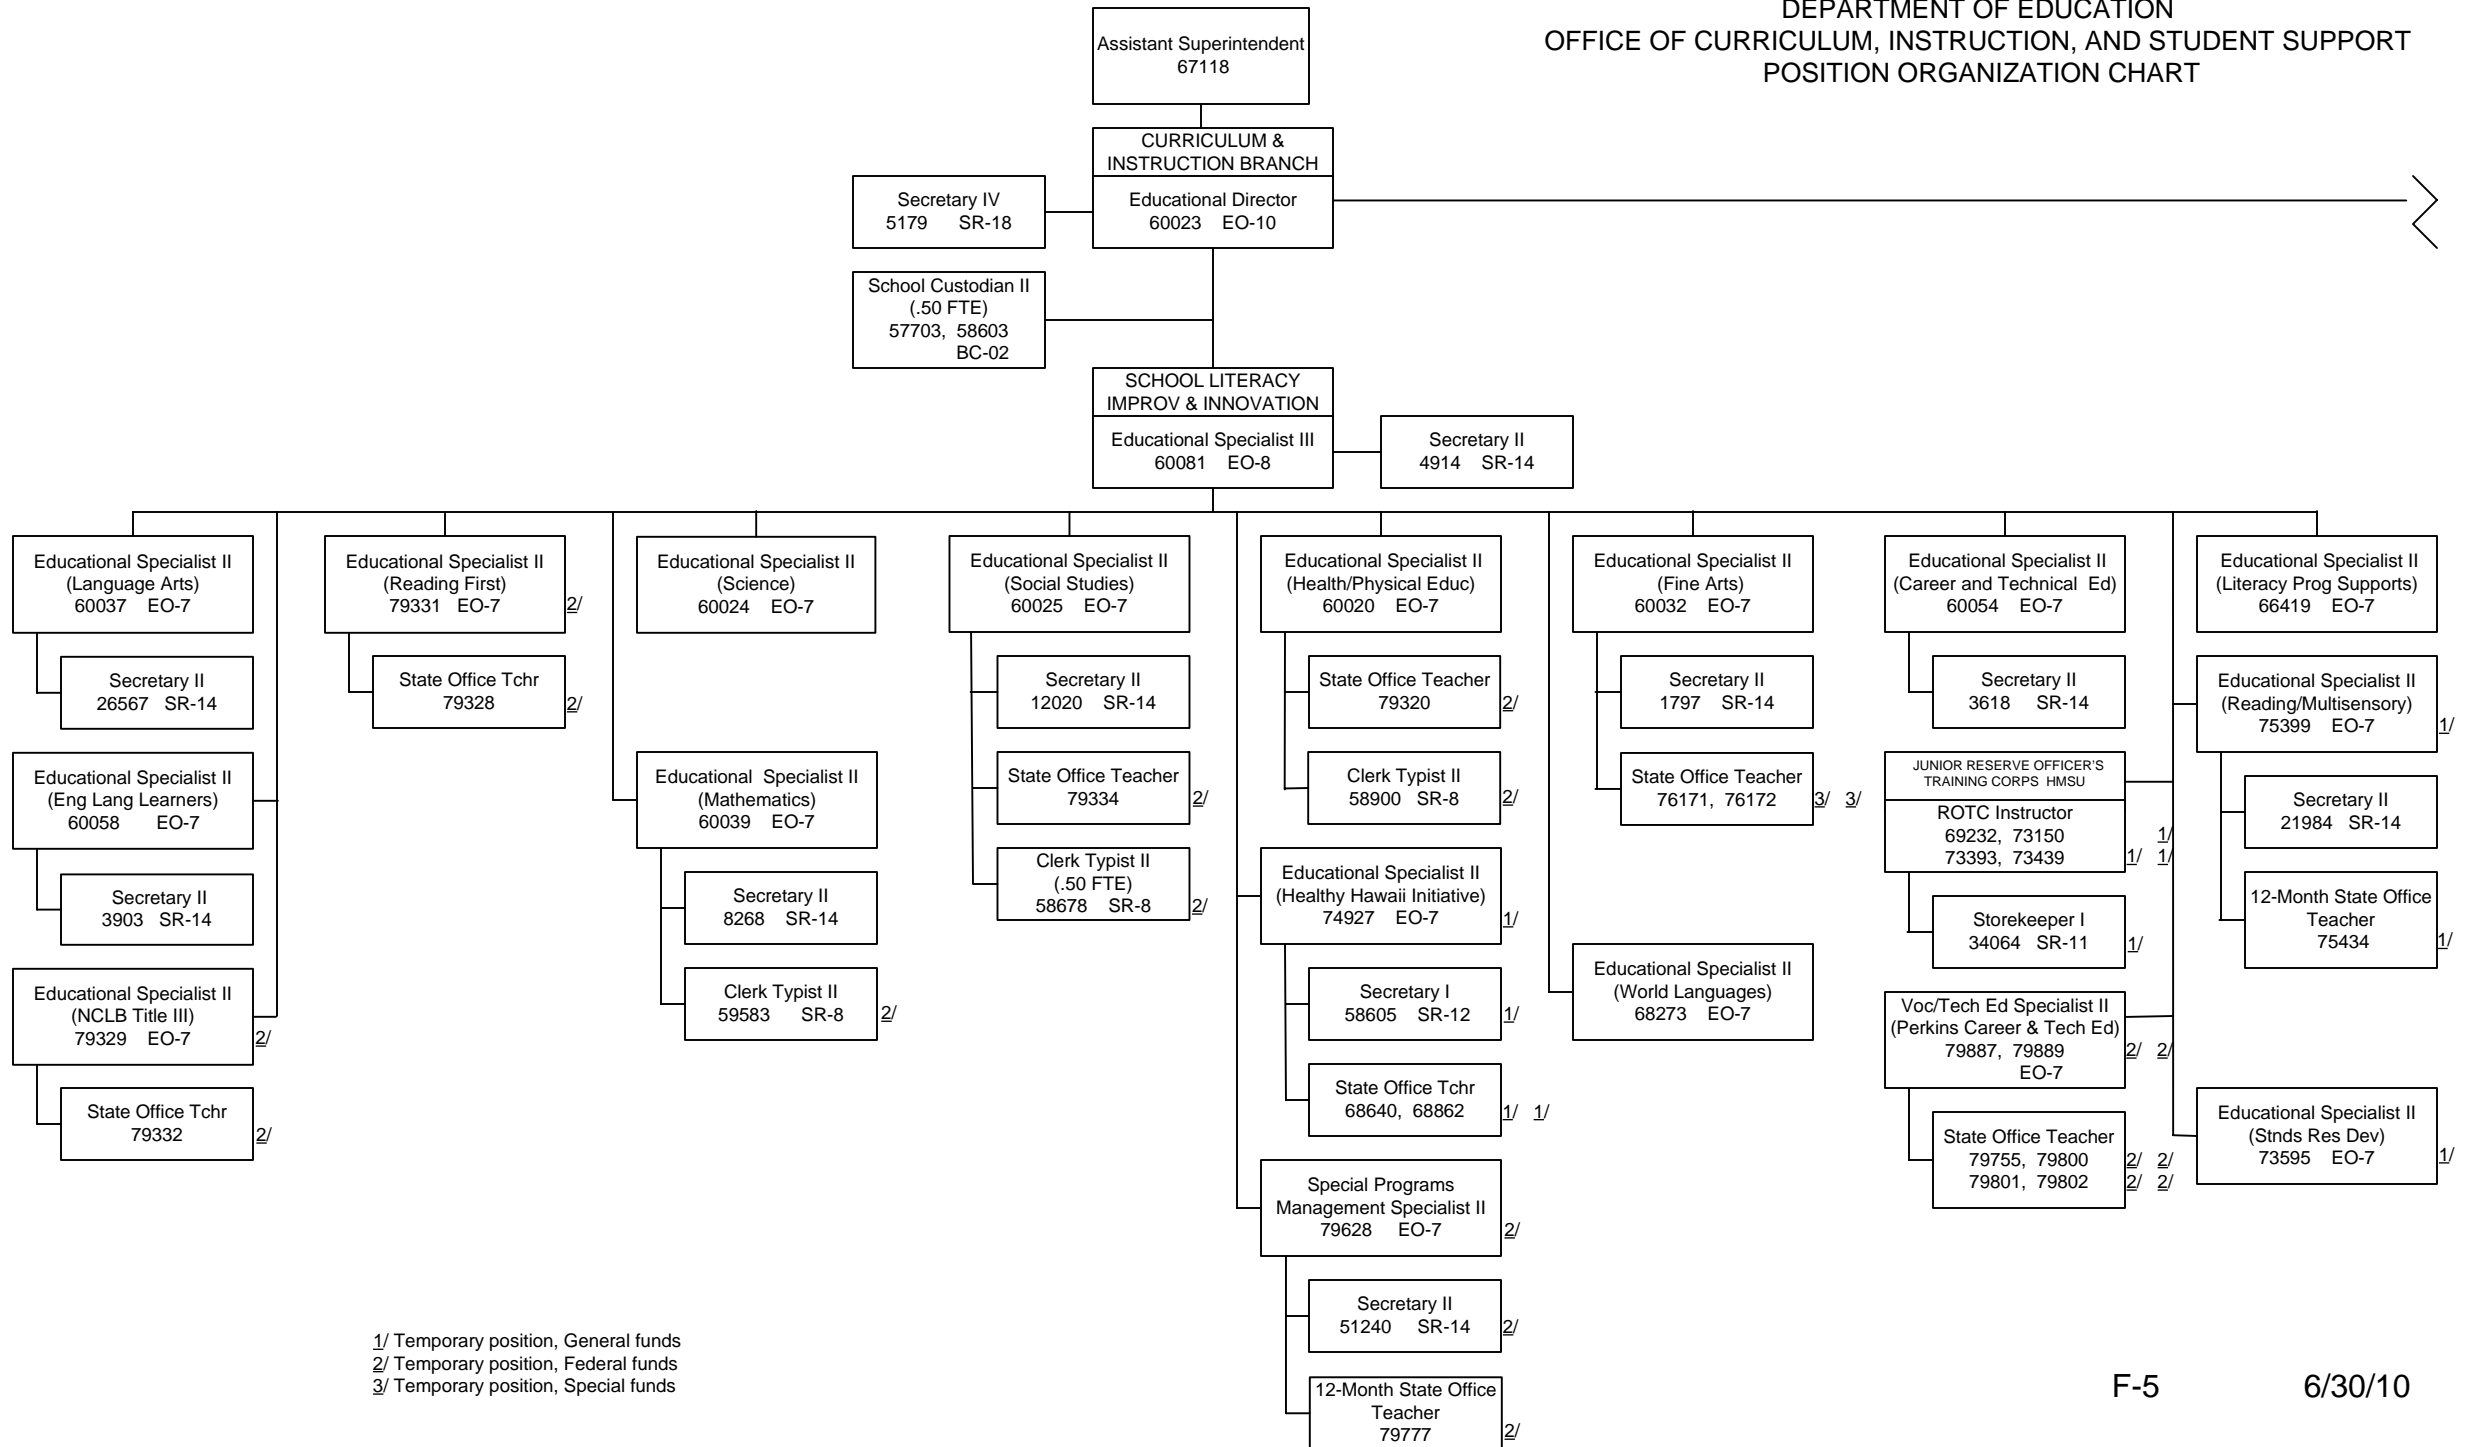 DEPARTMENT OF EDUCATION
OFFICE OF CURRICULUM, INSTRUCTION, AND STUDENT SUPPORT
POSITION ORGANIZATION CHART
Assistant Superintendent
67118
CURRICULUM &
INSTRUCTION BRANCH
Educational Director
60023 EO-10
Secretary IV
5179 SR-18
School Custodian II
(.50 FTE)
57703, 58603
BC-02
SCHOOL LITERACY
IMPROV & INNOVATION
Educational Specialist III
60081 EO-8
Secretary II
4914 SR-14
Educational Specialist II
(Language Arts)
60037 EO-7
Secretary II
26567 SR-14
Educational Specialist II
(Eng Lang Learners)
60058 EO-7
Secretary II
3903 SR-14
Educational Specialist II
(NCLB Title III)
79329 EO-7 2/
State Office Tchr
79332 2/
Educational Specialist II
(Reading First)
79331 EO-7 2/
State Office Tchr
79328 2/
Educational Specialist II
(Science)
60024 EO-7
Educational Specialist II
(Mathematics)
60039 EO-7
Secretary II
8268 SR-14
Clerk Typist II
59583 SR-8 2/
Educational Specialist II
(Social Studies)
60025 EO-7
Secretary II
12020 SR-14
State Office Teacher
79334 2/
Clerk Typist II
(.50 FTE)
58678 SR-8 2/
Educational Specialist II
(Health/Physical Educ)
60020 EO-7
State Office Teacher
79320 2/
Clerk Typist II
58900 SR-8 2/
Educational Specialist II
(Healthy Hawaii Initiative)
74927 EO-7 1/
Secretary I
58605 SR-12 1/
State Office Tchr
68640, 68862 1/ 1/
Special Programs
Management Specialist II
79628 EO-7 2/
Secretary II
51240 SR-14 2/
12-Month State Office
Teacher
79777 2/
Educational Specialist II
(Fine Arts)
60032 EO-7
Secretary II
1797 SR-14
State Office Teacher
76171, 76172 3/ 3/
Educational Specialist II
(World Languages)
68273 EO-7
Educational Specialist II
(Career and Technical Ed)
60054 EO-7
Secretary II
3618 SR-14
JUNIOR RESERVE OFFICER'S
TRAINING CORPS HMSU
ROTC Instructor
69232, 73150 1/
73393, 73439 1/ 1/
Storekeeper I
34064 SR-11 1/
Voc/Tech Ed Specialist II
(Perkins Career & Tech Ed)
79887, 79889 2/ 2/
EO-7
State Office Teacher
79755, 79800 2/ 2/
79801, 79802 2/ 2/
Educational Specialist II
(Literacy Prog Supports)
66419 EO-7
Educational Specialist II
(Reading/Multisensory)
75399 EO-7 1/
Secretary II
21984 SR-14
12-Month State Office
Teacher
75434 1/
Educational Specialist II
(Stnds Res Dev)
73595 EO-7 1/
1/ Temporary position, General funds
2/ Temporary position, Federal funds
3/ Temporary position, Special funds
F-5 6/30/10